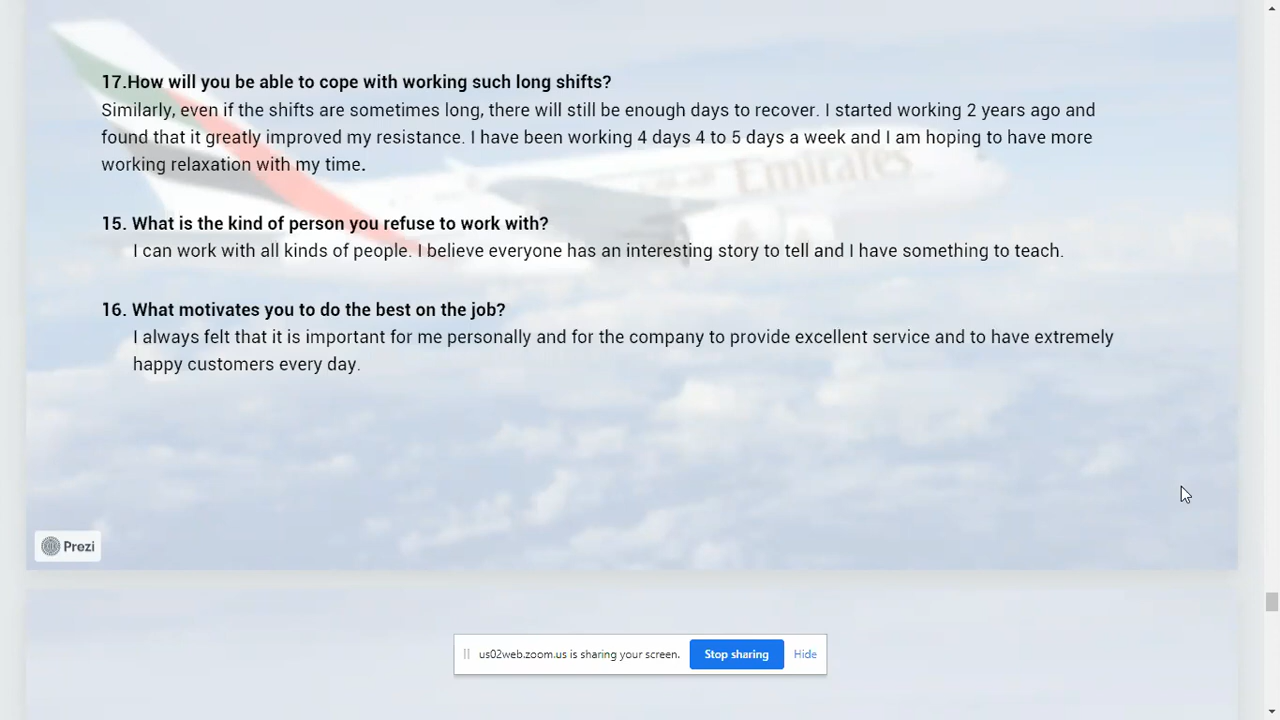 17.How will you be able to cope with working such long shifts?
Similarly, even if the shifts are sometimes long, there will still be enough days to recover. I started working 2 years ago and
found that it greatly improved my resistance. I have been working 4 days 4 to 5 days a week and I am hoping to have more
working relaxation with my time.
Emirates
15. What is the kind of person you refuse to work with?
I can work with all kinds of people. I believe everyone has an interesting story to tell and I have something to teach.
16. What motivates you to do the best on the job?
I always felt that it is important for me personally and for the company to provide excellent service and to have extremely
happy customers every day.
Prezi
us02web.zoom.us is sharing your screen.
Stop sharing
Hide